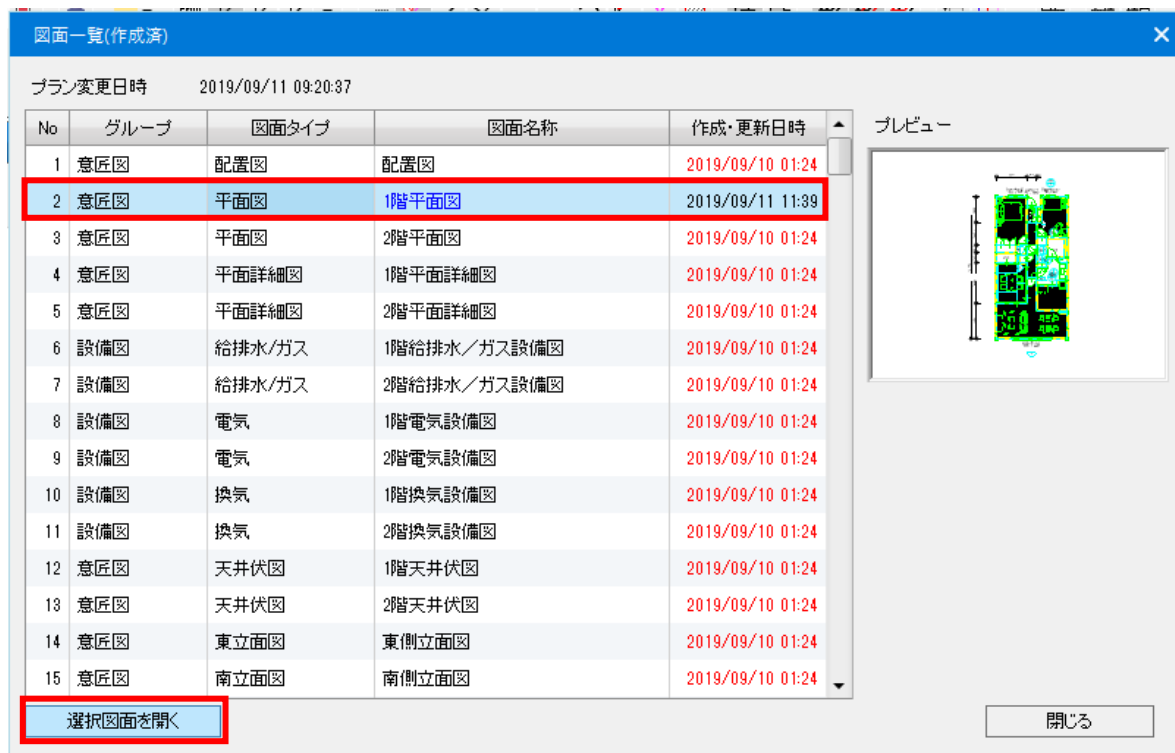 図面一覧(作成済)
プラン変更日時 2019/09/11 09:20:37
No グループ 図面タイプ 図面名称 作成・更新日時 プレビュー
1 意匠図 配置図 配置図 2019/09/10 01:24
2 意匠図 平面図 1階平面図 2019/09/11 11:39
3 意匠図 平面図 2階平面図 2019/09/10 01:24
4 意匠図 平面詳細図 1階平面詳細図 2019/09/10 01:24
5 意匠図 平面詳細図 2階平面詳細図 2019/09/10 01:24
6 設備図 給排水/ガス 1階給排水／ガス設備図 2019/09/10 01:24
7 設備図 給排水/ガス 2階給排水／ガス設備図 2019/09/10 01:24
8 設備図 電気 1階電気設備図 2019/09/10 01:24
9 設備図 電気 2階電気設備図 2019/09/10 01:24
10 設備図 換気 1階換気設備図 2019/09/10 01:24
11 設備図 換気 2階換気設備図 2019/09/10 01:24
12 意匠図 天井伏図 1階天井伏図 2019/09/10 01:24
13 意匠図 天井伏図 2階天井伏図 2019/09/10 01:24
14 意匠図 東立面図 東側立面図 2019/09/10 01:24
15 意匠図 南立面図 南側立面図 2019/09/10 01:24
選択図面を開く 閉じる